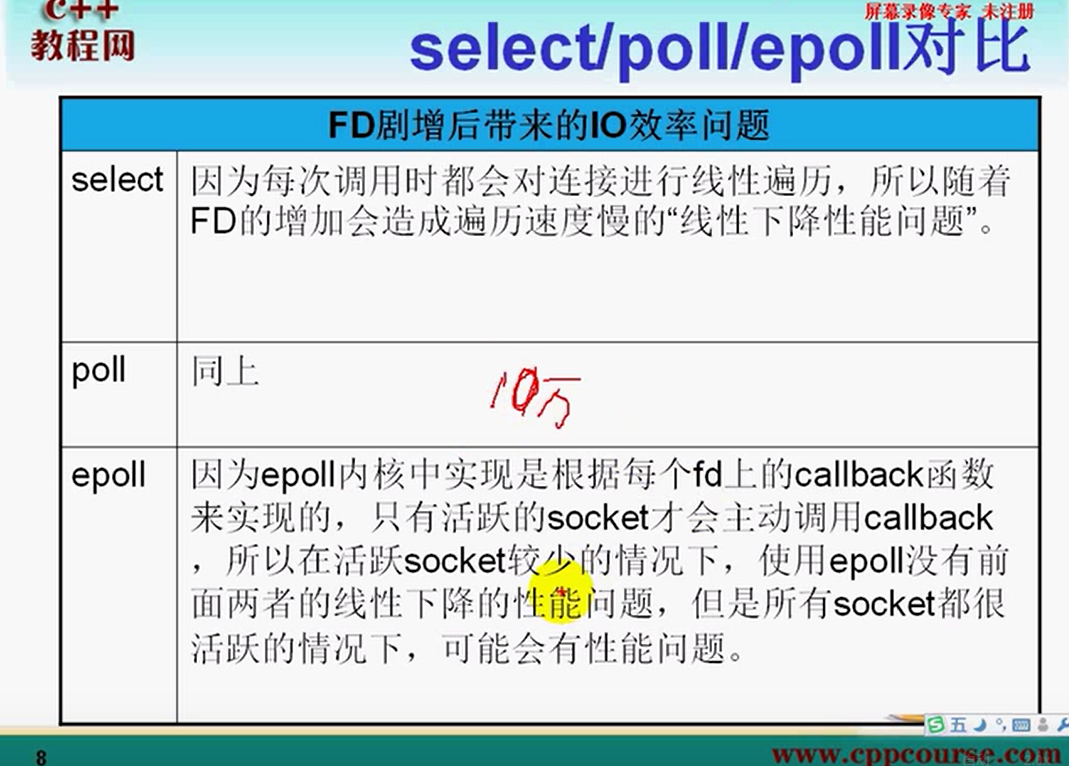 c++
教程网
屏幕录像专家 未注册
select/poll/epoll对比
FD剧增后带来的IO效率问题
select
因为每次调用时都会对连接进行线性遍历，所以随着
FD的增加会造成遍历速度慢的“线性下降性能问题”。
poll
同上
10万
epoll
因为epoll内核中实现是根据每个fd上的callback函数
来实现的，只有活跃的socket才会主动调用callback
，所以在活跃socket较少的情况下，使用epoll没有前
面两者的线性下降的性能问题，但是所有socket都很
活跃的情况下，可能会有性能问题。
五
8
www.cppcourse.com